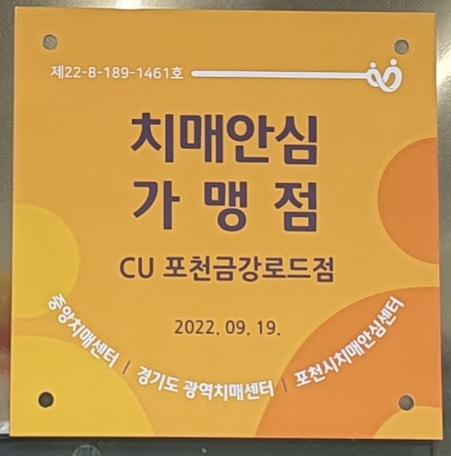 제22-8-189-1461호
치매안심
가맹점
CU 포천금강로드점
2022. 09. 19.
중앙치매센터 | 경기도 광역치매센터 | 포천시치매안심센터